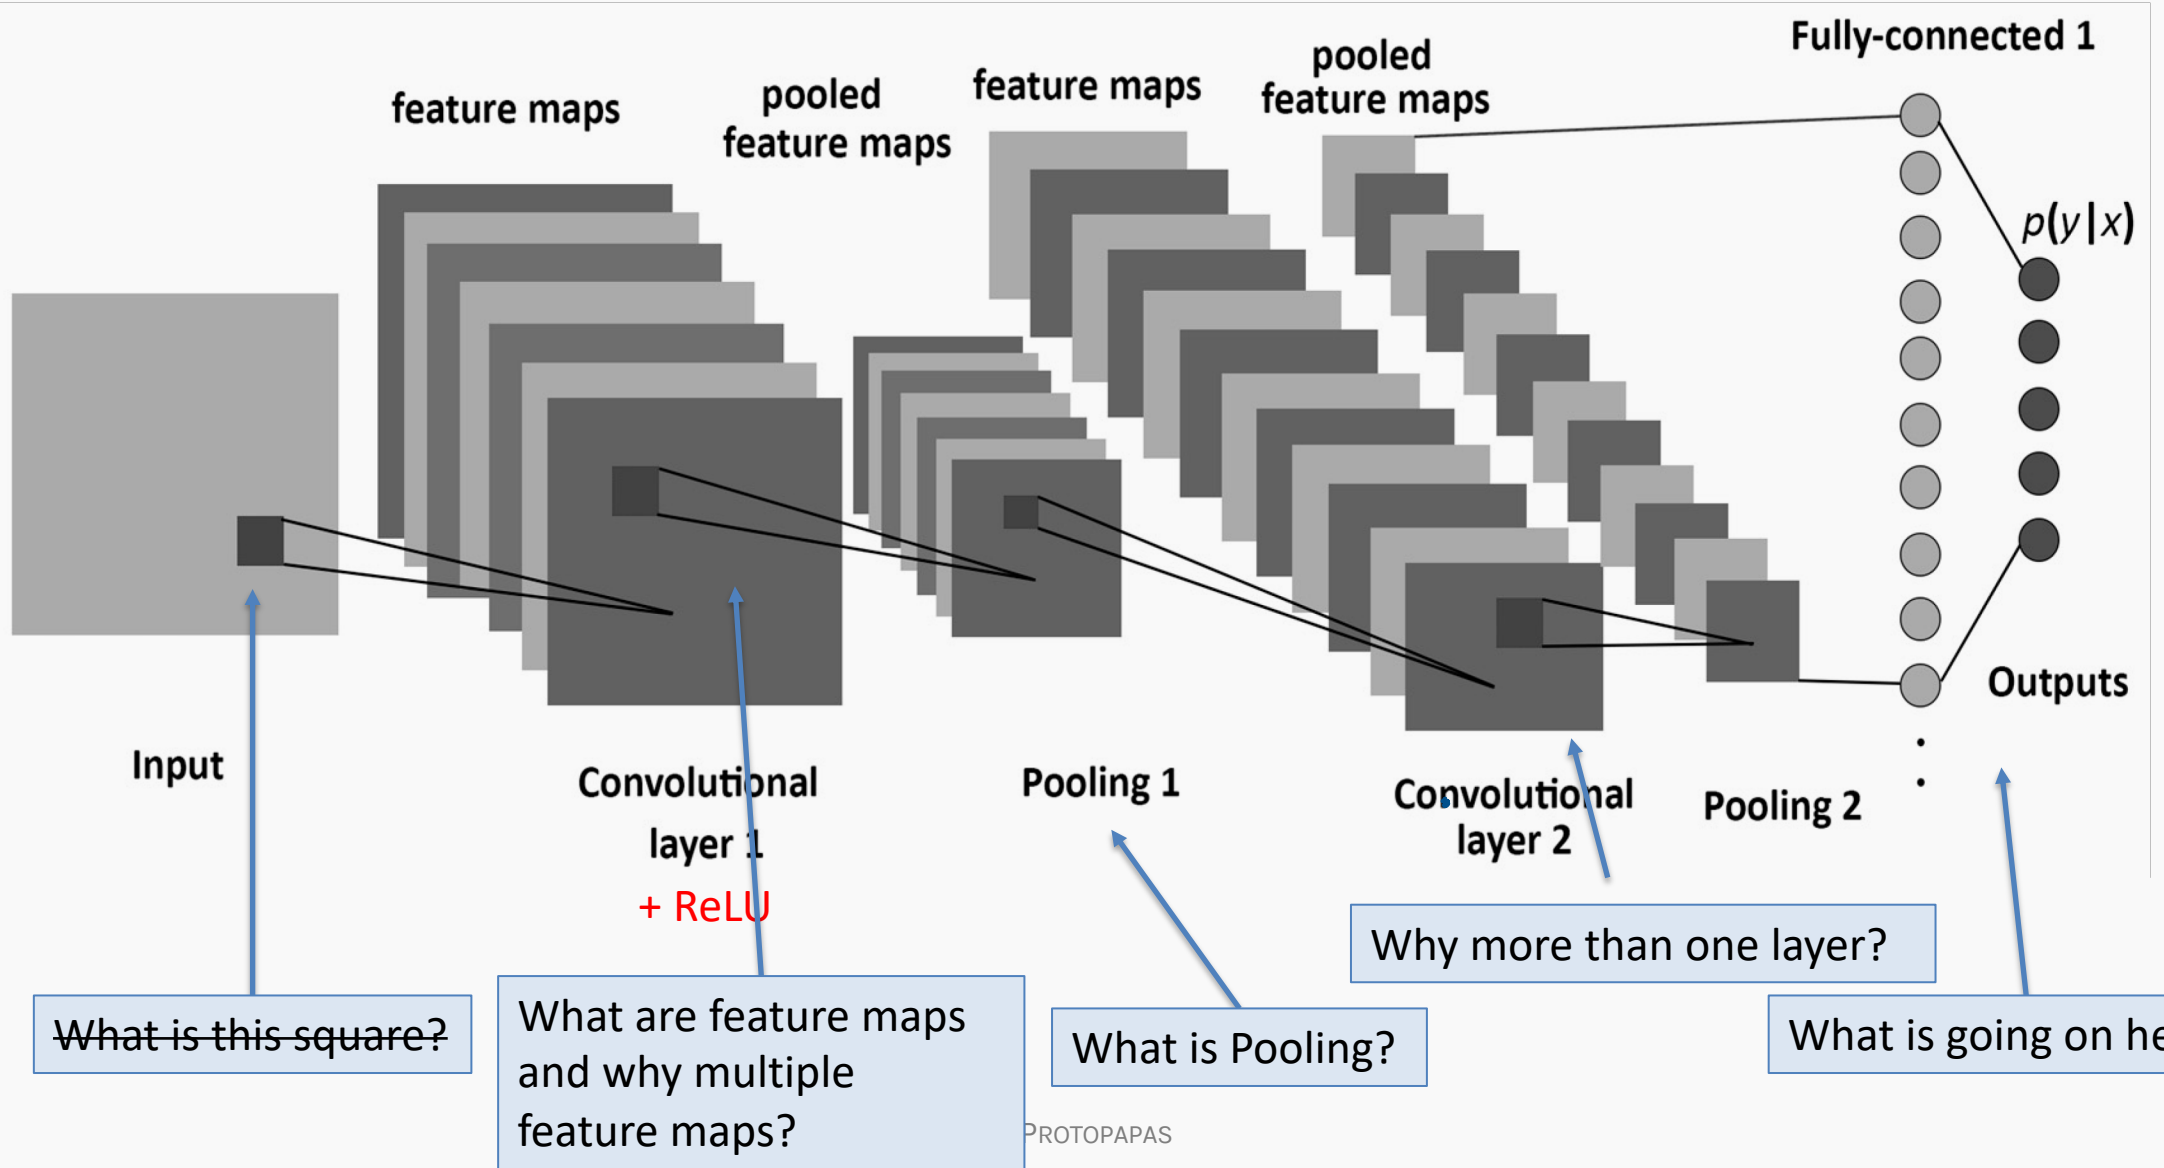 Fully-connected 1
pooled
feature maps
feature maps
pooled
feature maps
feature maps
p(y|x)
Outputs
Input
Convolutional
layer 1
+ ReLU
Pooling 1
Convolutional
layer 2
Pooling 2
Why more than one layer?
What is this square?
What are feature maps
and why multiple
feature maps?
What is Pooling?
What is going on he
PROTOPAPAS